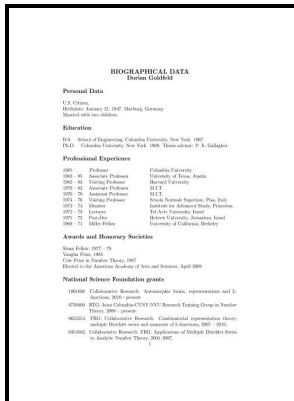 BIOGRAPHICAL DATA
Dorian Goldfeld
Personal Data
U.S. Citizen,
Birthdate: January 21, 1947, Marburg, Germany
Married with two children
Education
B.S. School of Engineering, Columbia University, New York 1967
Ph.D. Columbia University, New York 1969. Thesis advisor: P. X. Gallagher.
Professional Experience
1985 - Professor Columbia University
1983 - 85 Associate Professor University of Texas, Austin
1982 - 83 Visiting Professor Harvard University
1979 - 82 Associate Professor M.I.T.
1976 - 79 Assistant Professor M.I.T.
1974 - 76 Visiting Professor Scuola Normale Superiore, Pisa, Italy
1973 - 74 Member Institute for Advanced Study, Princeton
1972 - 73 Lecturer Tel-Aviv University, Israel
1971 - 72 Post-Doc Hebrew University, Jerusalem, Israel
1969 - 71 Miller Fellow University of California, Berkeley
Awards and Honorary Societies
Sloan Fellow, 1977 - 79
Vaughn Prize, 1985
Cole Prize in Number Theory, 1987
Elected to the American Academy of Arts and Sciences, April 2009
National Science Foundation grants
1001036 Collaborative Research: Automorphic forms, representations and L-
functions, 2010 - present
0739400 RTG: Joint Columbia-CUNY-NYU Research Training Group in Number
Theory, 2008 - present.
0652554 FRG: Collaborative Research: Combinatorial representation theory,
multiple Dirichlet series and moments of L-functions, 2007 - 2010.
0354582 Collaborative Research: FRG: Applications of Multiple Dirichlet Series
to Analytic Number Theory, 2004-2007.
1